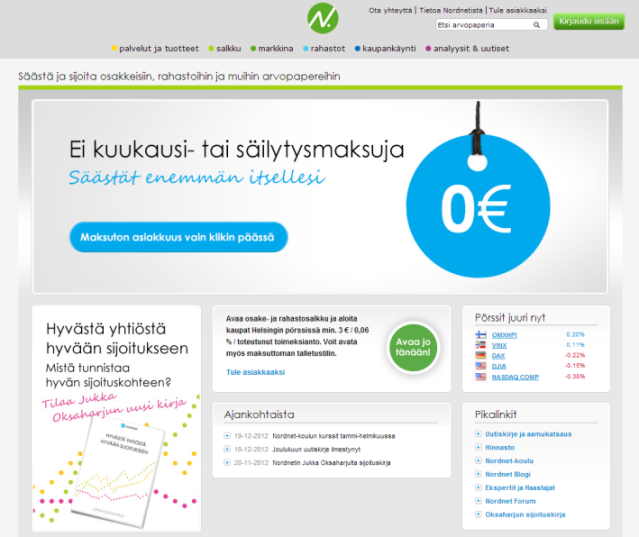 N.
Ota yhteyttä | Tietoa Nordnetistä | Tule asiakkaaksi
Etsi arvopaperia
Kirjaudu sisään
palvelut ja tuotteet
salkku
markkina
rahastot
kaupankäynti
analyysit & uutiset
Säästä ja sijoita osakkeisiin, rahastoihin ja muihin arvopapereihin
Ei kuukausi- tai säilytysmaksuja
Säästät enemmän itsellesi
Maksuton asiakkuus vain klikin päässä
0€
Hyvästä yhtiöstä
hyvään sijoitukseen
Mistä tunnistaa
hyvän sijoituskohteen?
Tilaa Jukka
Oksaharjun uusi kirja
HYVÄSTÄ YHTIÖSTÄ
HYVÄÄN SIJOITUKSEEN
Avaa osake- ja rahastosalkku ja aloita
kaupat Helsingin pörssissä min. 3 € / 0,06
% / toteutunut toimeksianto. Voit avata
myös maksuttoman talletustilin.
Tule asiakkaaksi
Avaa jo
tänään!
Ajankohtaista
19-12-2012 Nordnet-koulun kurssit tammi-helmikuussa
10-12-2012 Joulukuun uutiskirje ilmestynyt
20-11-2012 Nordnetin Jukka Oksaharjulta sijoituskirja
Pörssit juuri nyt
OMXHPI 0,20%
VINX 0,11%
DAX -0,22%
DJIA -0,16%
NASDAQ COMP -0,38%
Pikalinkit
Uutiskirje ja aamukatsaus
Hinnasto
Nordnet-koulu
Nordnet Blogi
Ekspertit ja Haastajat
Nordnet Forum
Oksaharjun sijoituskirja